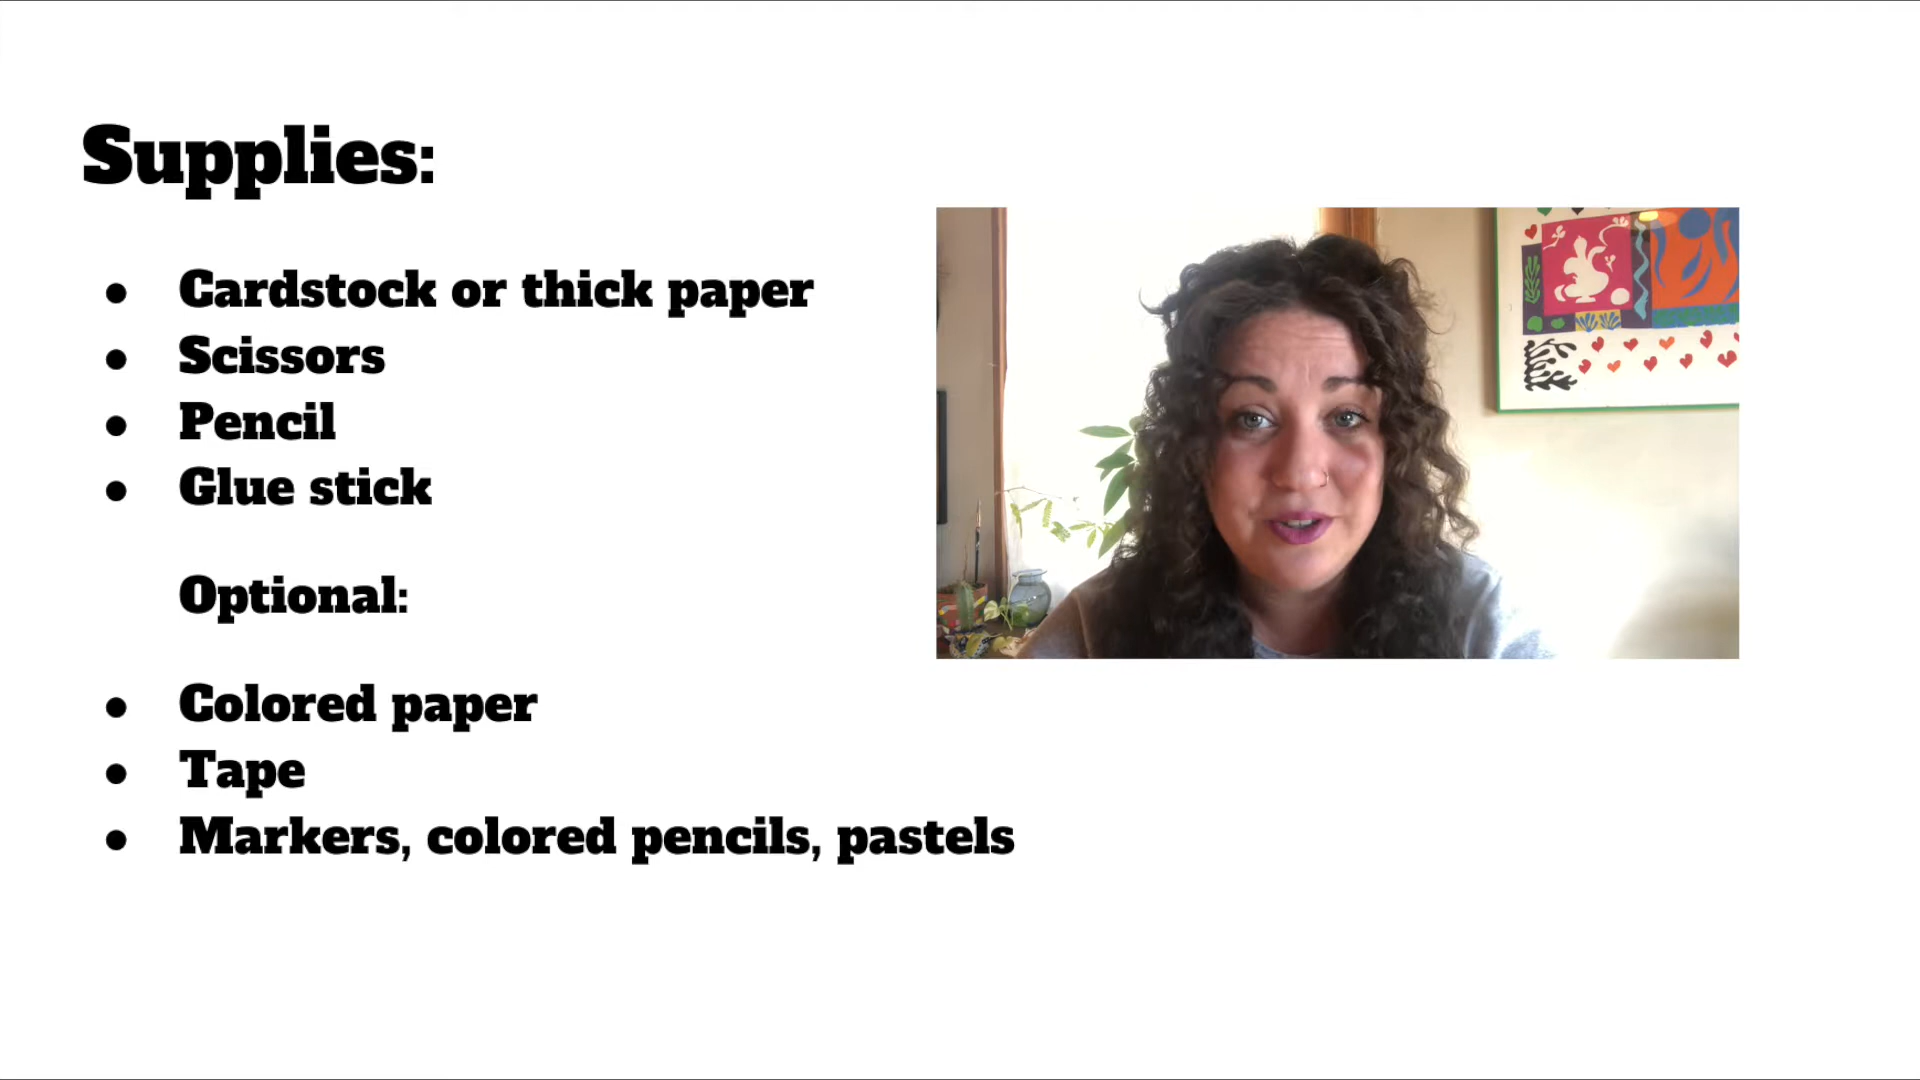 Supplies:
● Cardstock or thick paper
● Scissors
● Pencil
● Glue stick
Optional:
● Colored paper
● Tape
● Markers, colored pencils, pastels